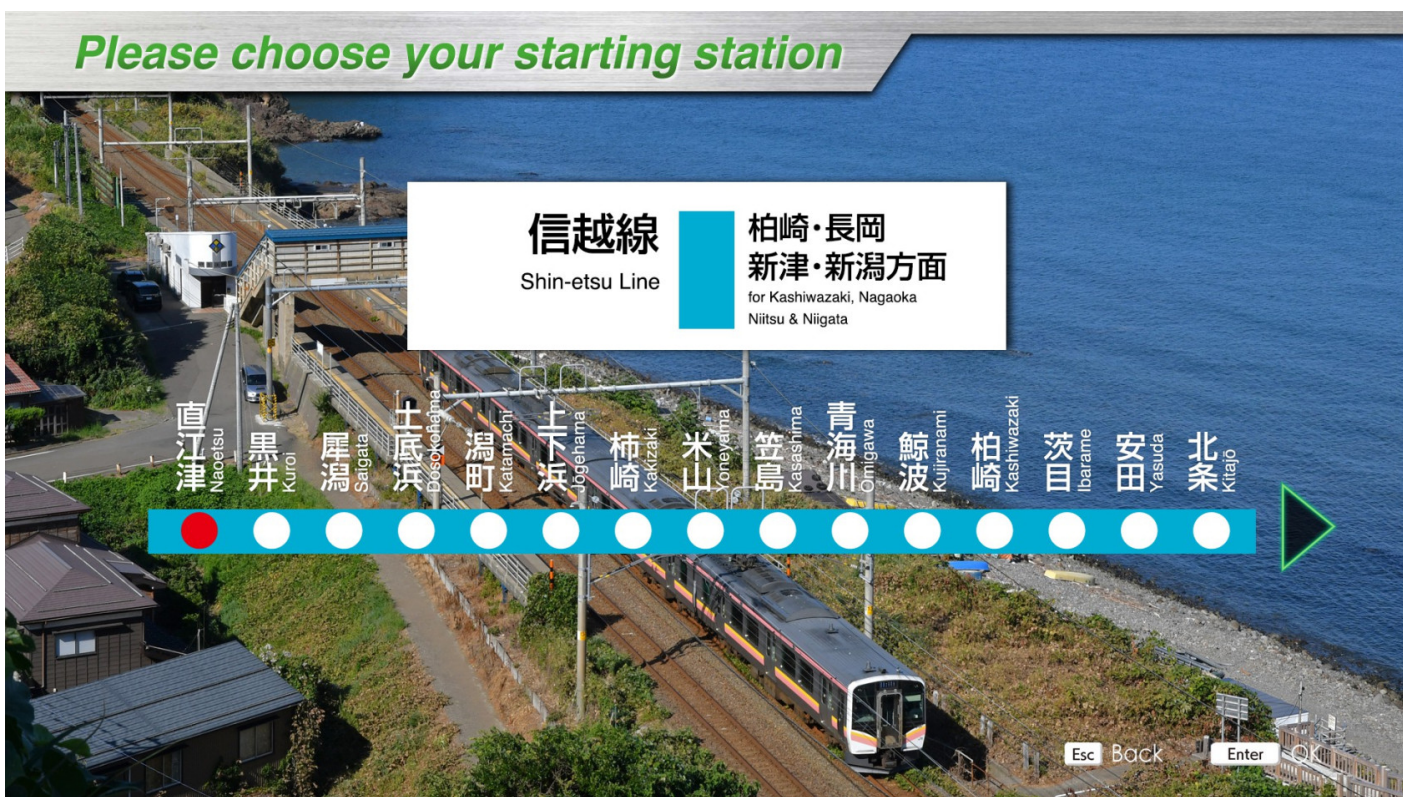 Please choose your starting station
信越線
Shin-etsu Line
柏崎・長岡
新津・新潟方面
for Kashiwazaki, Nagaoka
Niitsu & Niigata
直江津
Naoetsu
黒井
Kuroi
犀潟
Saigata
土底浜
Dosokohama
潟町
Katamachi
上下浜
Jōgehama
柿崎
Kakizaki
米山
Yoneyama
笠島
Kasashima
青海川
Ōmigawa
鯨波
Kujiranami
柏崎
Kashiwazaki
茨目
Ibarame
安田
Yasuda
北条
Kitajō
Esc Back
Enter OK